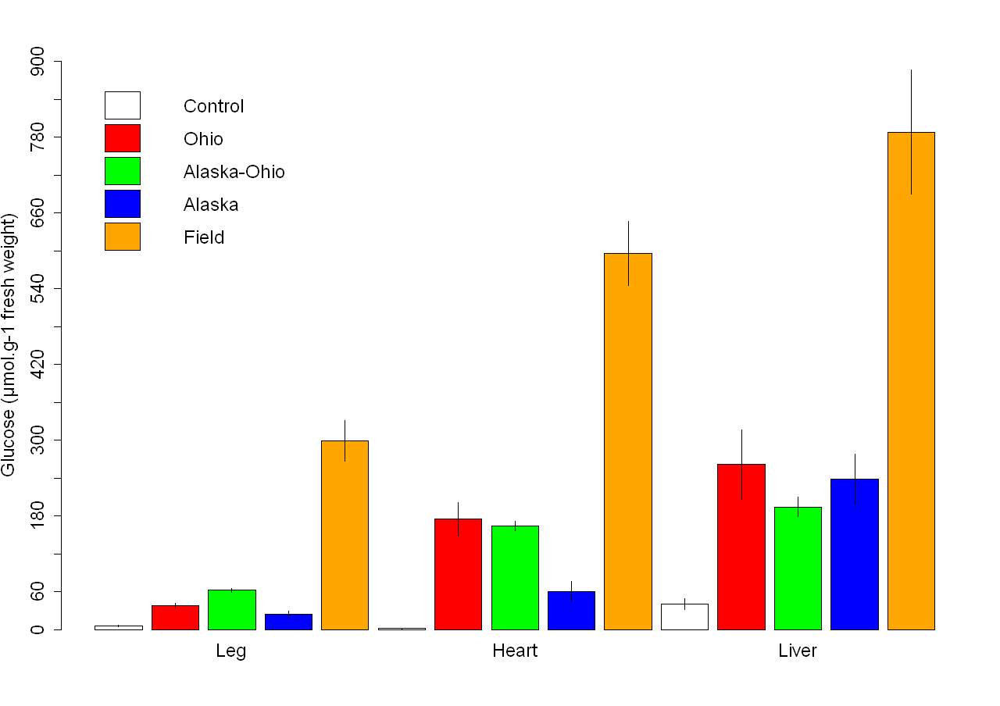 Glucose (µmol.g-1 fresh weight)
900
780
660
540
420
300
180
60
0
Control
Ohio
Alaska-Ohio
Alaska
Field
Leg
Heart
Liver